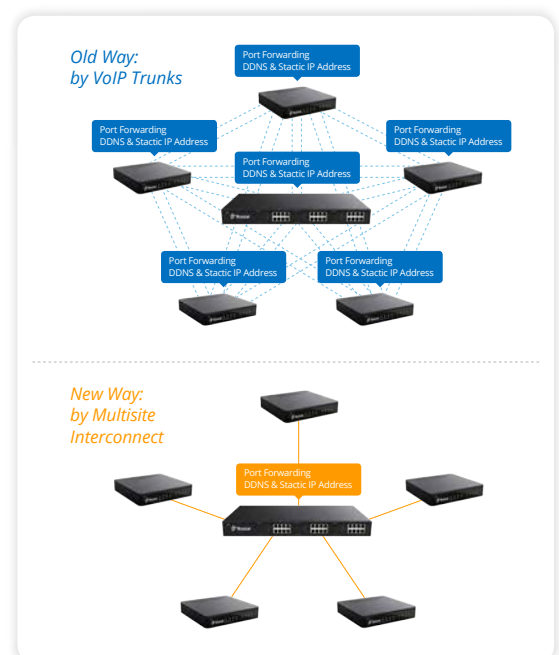 Old Way:
by VoIP Trunks
Port Forwarding
DDNS & Stactic IP Address
Port Forwarding
DDNS & Stactic IP Address
Port Forwarding
DDNS & Stactic IP Address
Port Forwarding
DDNS & Stactic IP Address
Port Forwarding
DDNS & Stactic IP Address
Port Forwarding
DDNS & Stactic IP Address
New Way:
by Multisite
Interconnect
Port Forwarding
DDNS & Stactic IP Address